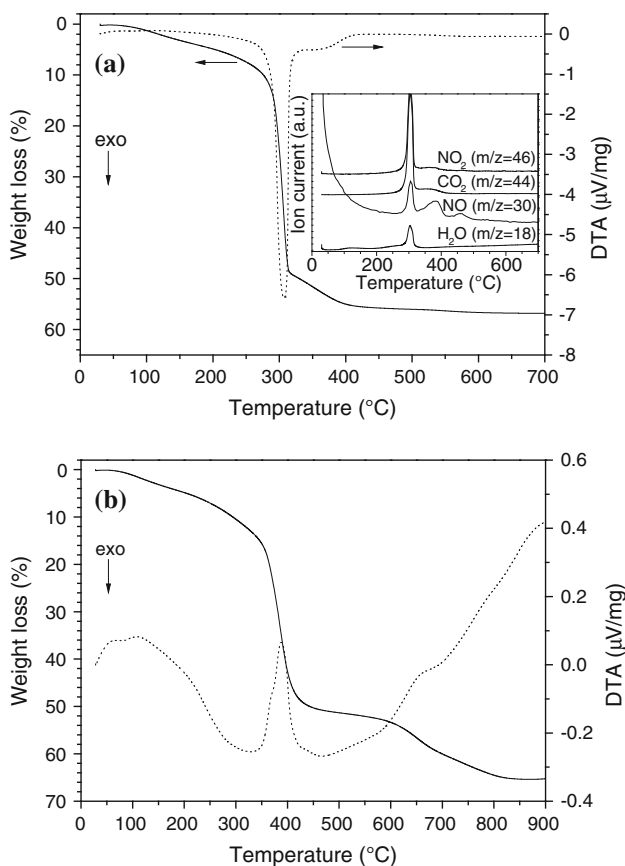 (a)
exo
Weight loss (%)
0
10
20
30
40
50
60
0
-1
-2
-3
-4
-5
-6
-7
-8
DTA (μV/mg)
Ion current (a.u.)
NO₂ (m/z=46)
CO₂ (m/z=44)
NO (m/z=30)
H₂O (m/z=18)
0 200 400 600
Temperature (°C)
0 100 200 300 400 500 600 700
Temperature (°C)
(b)
exo
Weight loss (%)
0
10
20
30
40
50
60
70
0.6
0.4
0.2
0.0
-0.2
-0.4
DTA (μV/mg)
0 100 200 300 400 500 600 700 800 900
Temperature (°C)